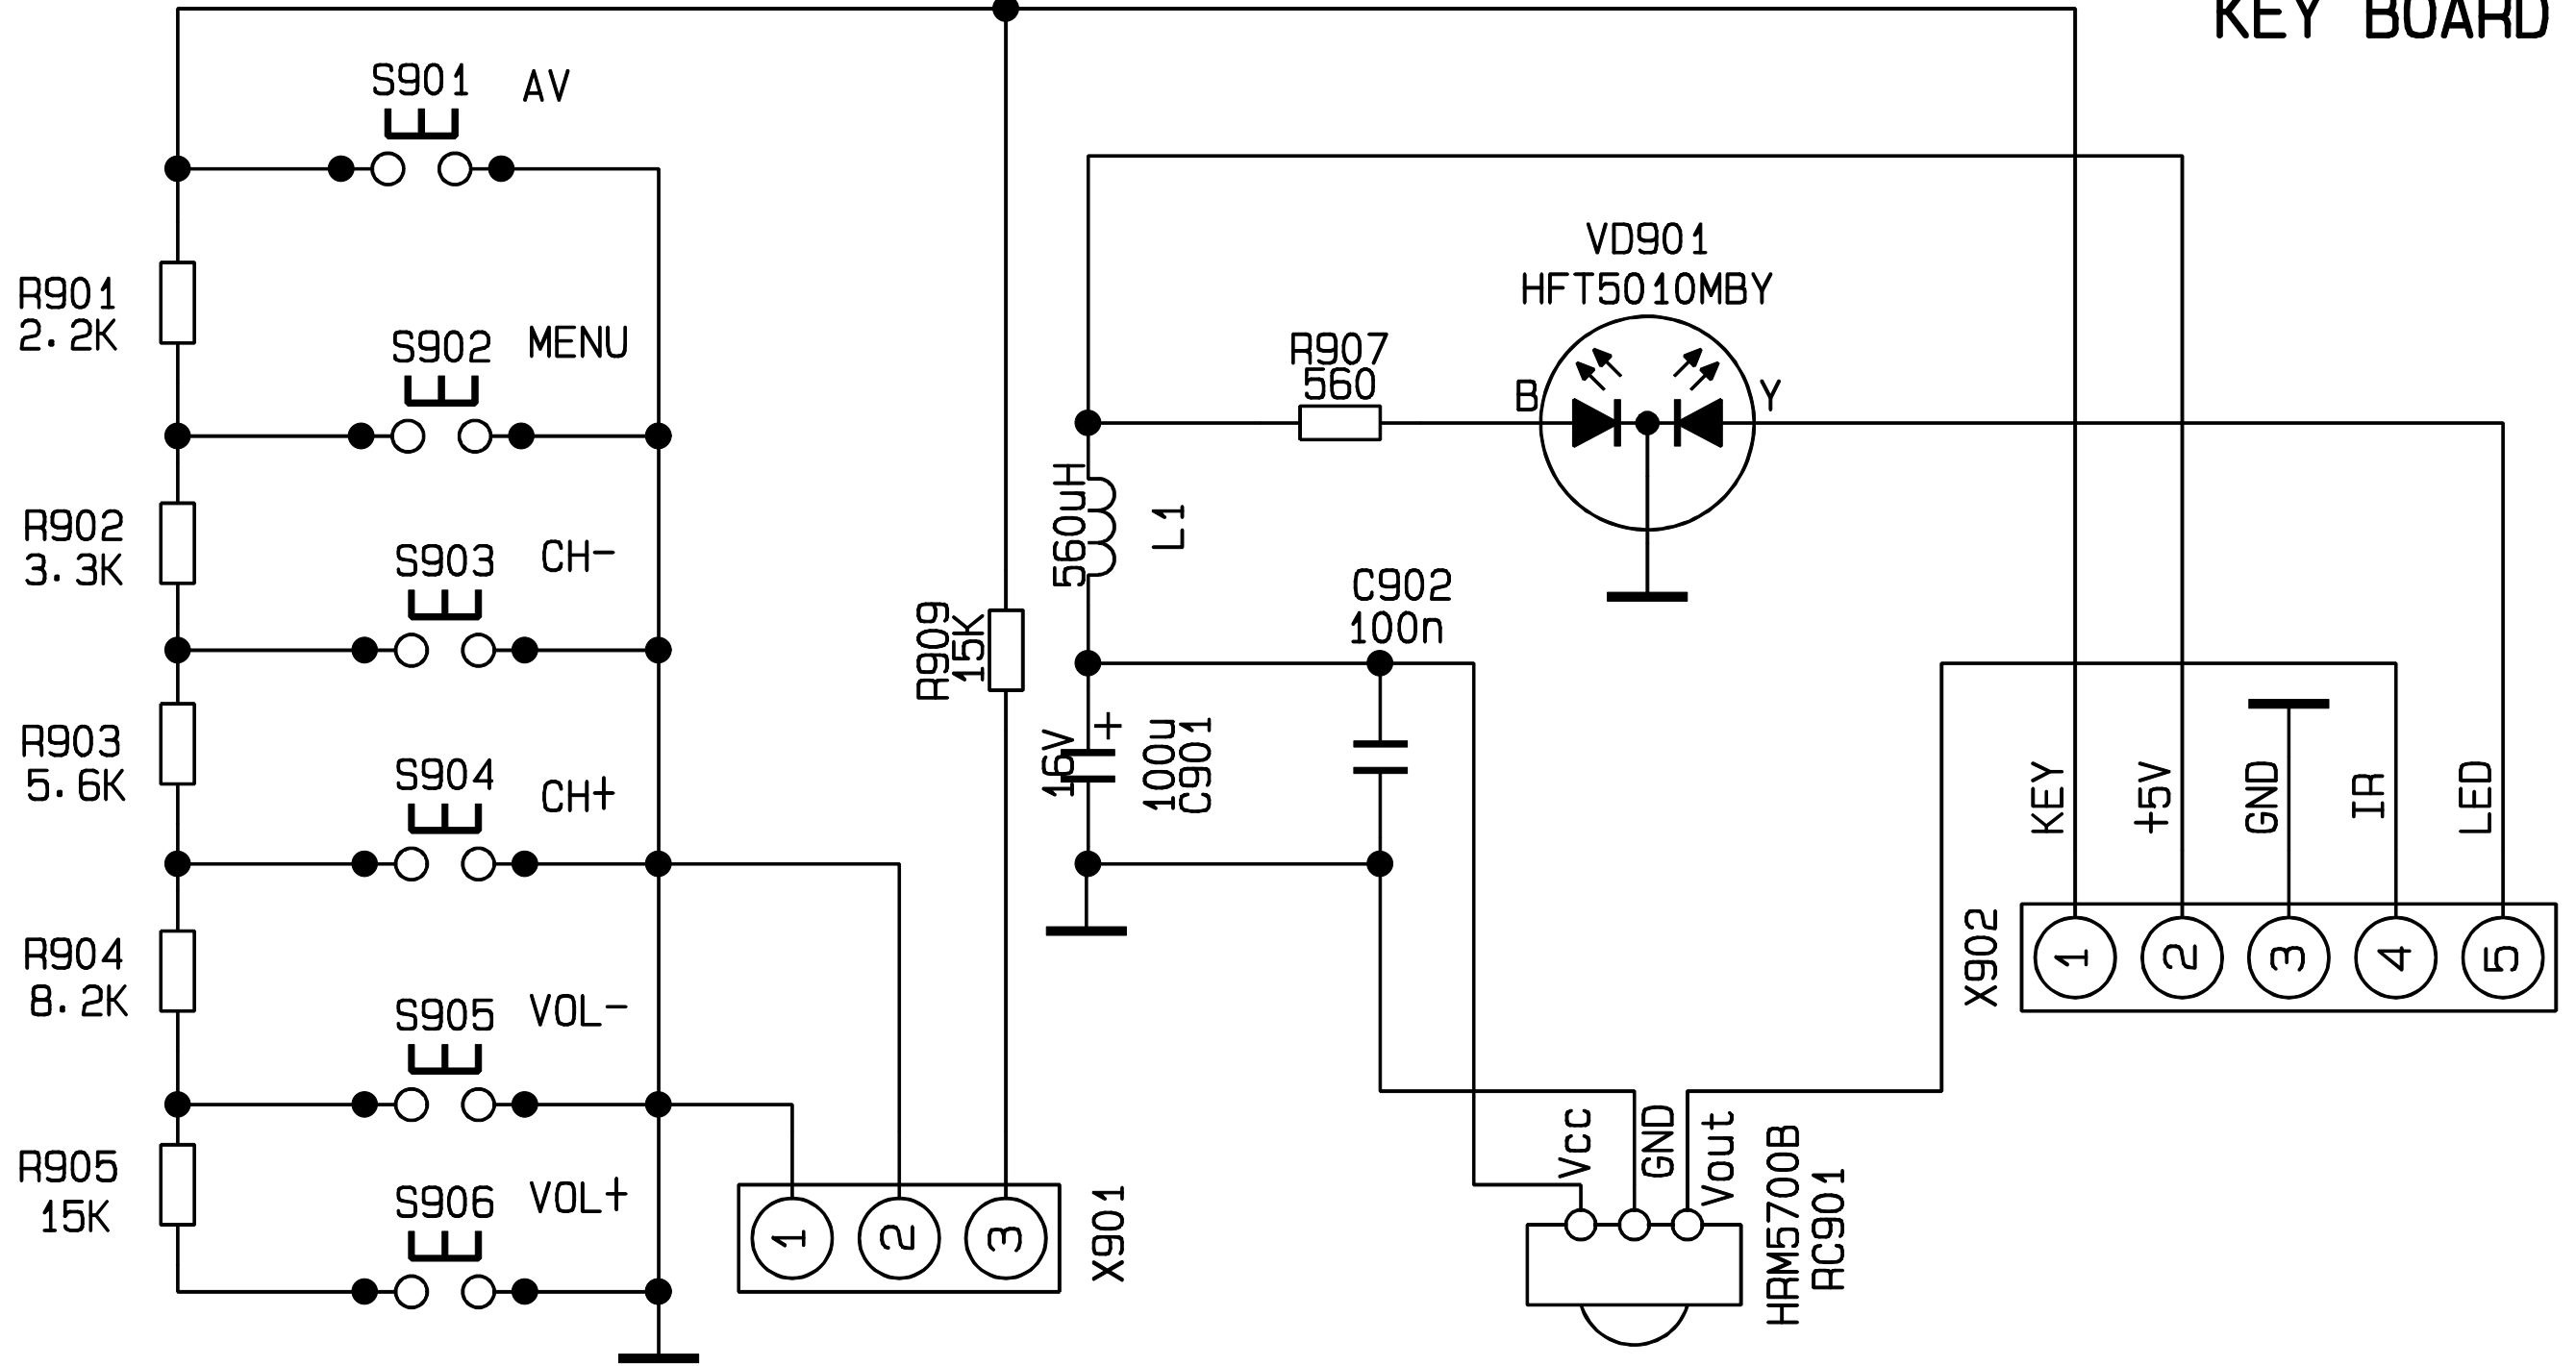 KEY BOARD
S901
AV
R901
2.2K
S902
MENU
R902
3.3K
S903
CH-
R903
5.6K
S904
CH+
R904
8.2K
S905
VOL-
R905
15K
S906
VOL+
R909
15K
1
2
3
X901
VD901
HFT5010MBY
R907
560
B
Y
560uH
L1
C902
100n
16V
+
100u
C901
KEY
+5V
GND
IR
LED
X902
1
2
3
4
5
Vcc
GND
Vout
HRM5700B
RC901